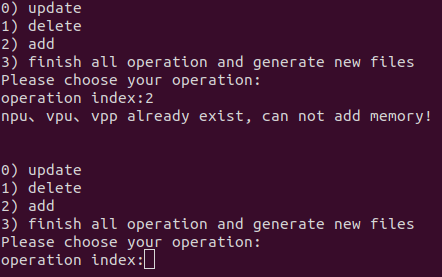 0) update
1) delete
2) add
3) finish all operation and generate new files
Please choose your operation:
operation index:2
npu、vpu、vpp already exist, can not add memory!
0) update
1) delete
2) add
3) finish all operation and generate new files
Please choose your operation:
operation index: